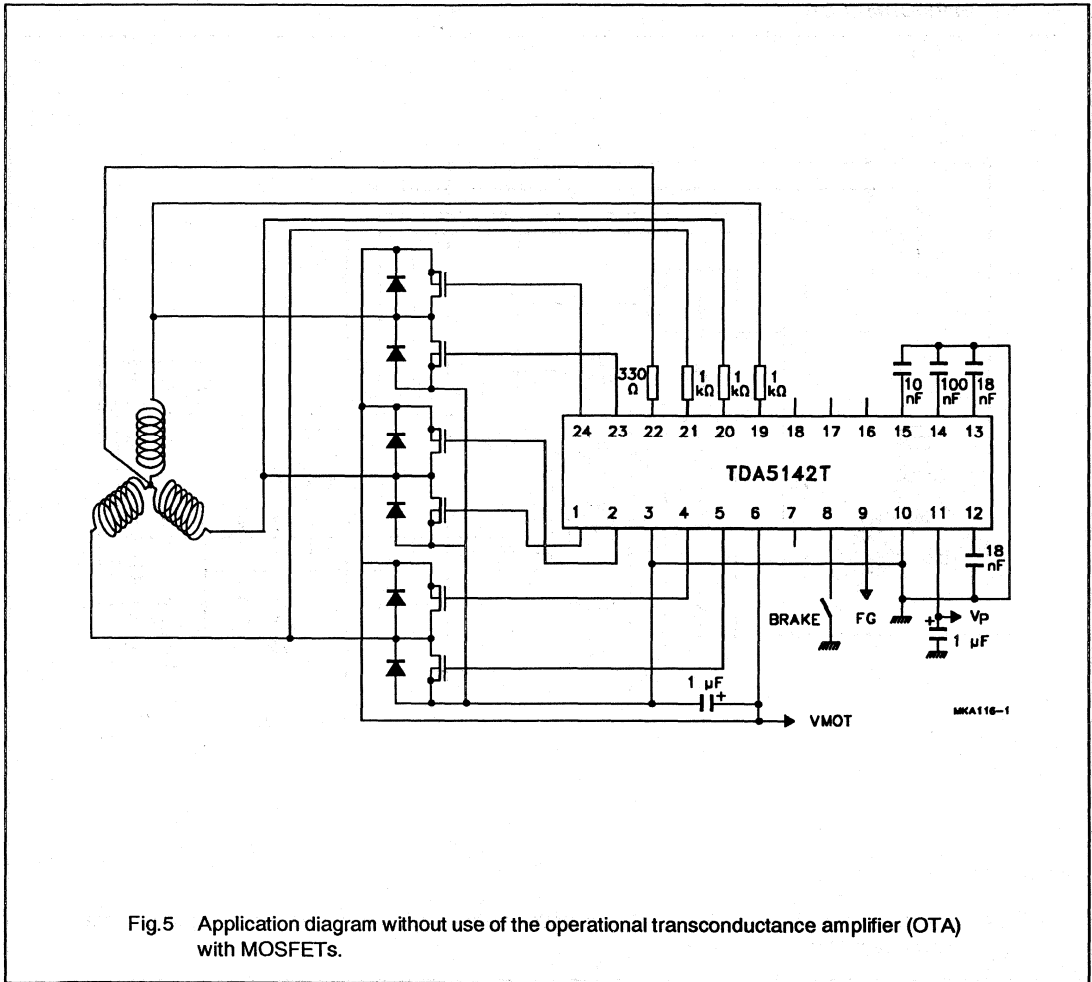 330 Ω
1 kΩ
1 kΩ
1 kΩ
10 nF
100 nF
18 nF
24 23 22 21 20 19 18 17 16 15 14 13
TDA5142T
1 2 3 4 5 6 7 8 9 10 11 12
18 nF
BRAKE
FG
+
VP
1 µF
1 µF
+
VMOT
MKA116-1
Fig.5 Application diagram without use of the operational transconductance amplifier (OTA)
with MOSFETs.